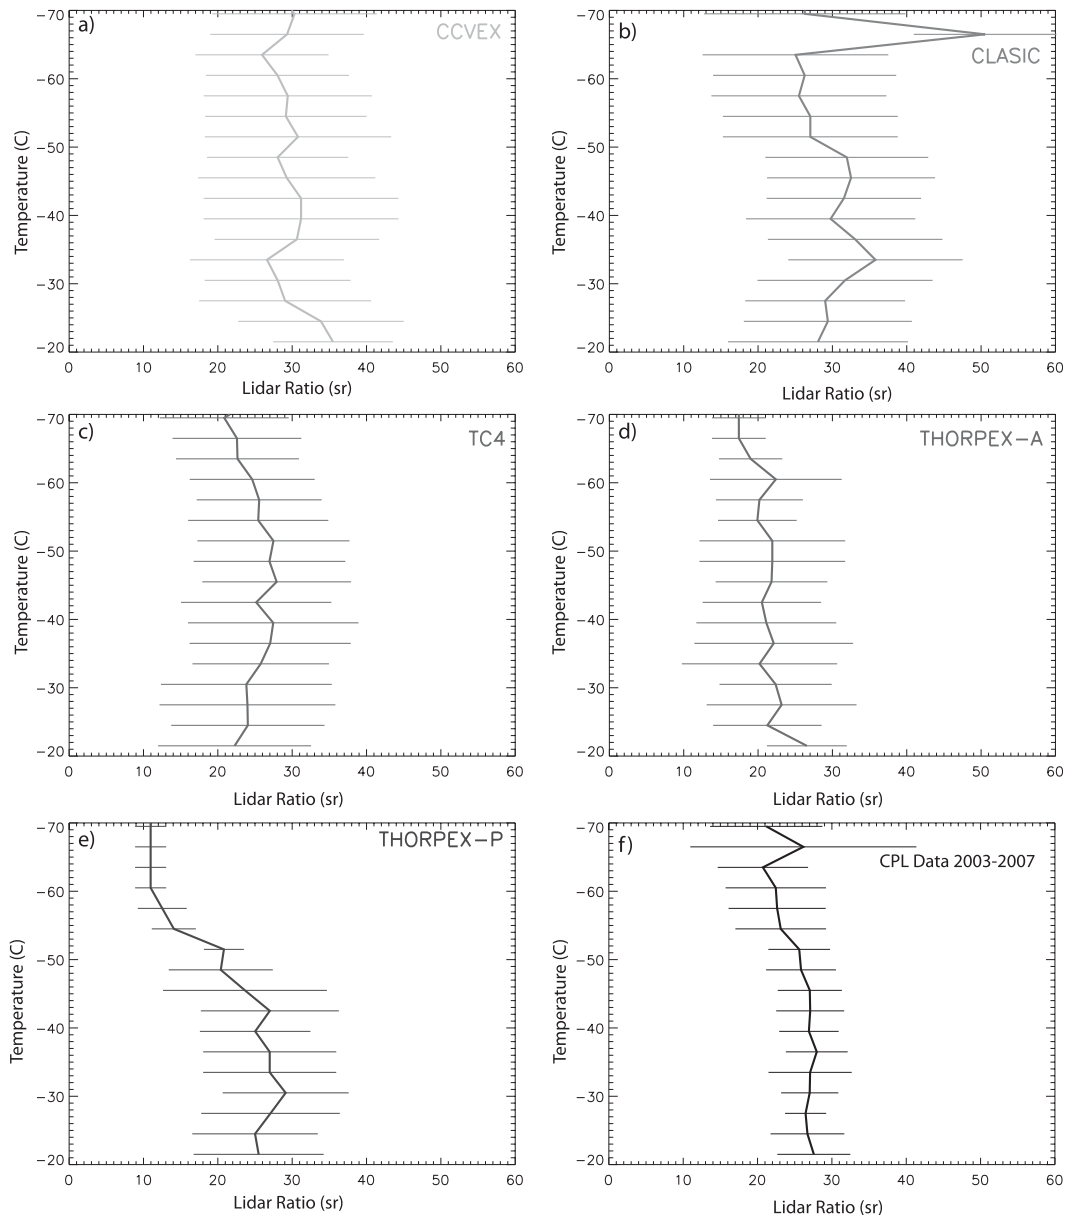 a)
CCVEX
Temperature (C)
−70
−60
−50
−40
−30
−20
0 10 20 30 40 50 60
Lidar Ratio (sr)
b)
CLASIC
Temperature (C)
−70
−60
−50
−40
−30
−20
0 10 20 30 40 50 60
Lidar Ratio (sr)
c)
TC4
Temperature (C)
−70
−60
−50
−40
−30
−20
0 10 20 30 40 50 60
Lidar Ratio (sr)
d)
THORPEX−A
Temperature (C)
−70
−60
−50
−40
−30
−20
0 10 20 30 40 50 60
Lidar Ratio (sr)
e)
THORPEX−P
Temperature (C)
−70
−60
−50
−40
−30
−20
0 10 20 30 40 50 60
Lidar Ratio (sr)
f)
CPL Data 2003-2007
Temperature (C)
−70
−60
−50
−40
−30
−20
0 10 20 30 40 50 60
Lidar Ratio (sr)